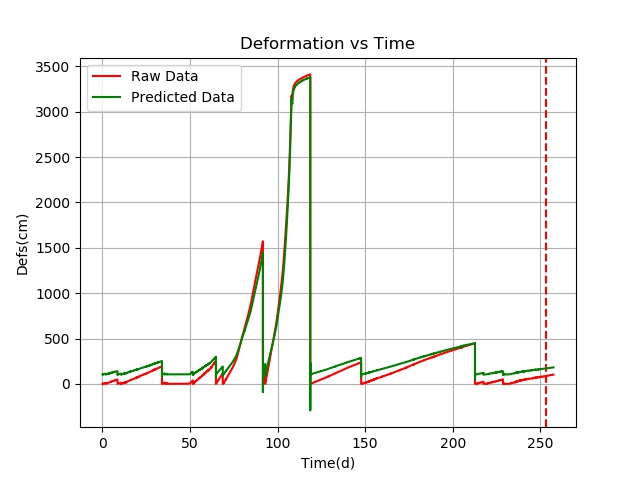 Deformation vs Time
Raw Data
Predicted Data
3500
3000
2500
2000
1500
1000
500
0
Defs(cm)
0 50 100 150 200 250
Time(d)